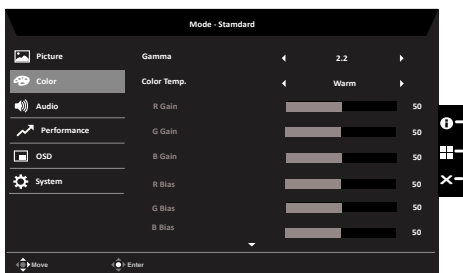 Mode - Stamdard
Picture
Gamma
2.2
Color
Color Temp.
Warm
Audio
R Gain
50
Performance
G Gain
50
OSD
B Gain
50
System
R Bias
50
G Bias
50
B Bias
50
Move
Enter